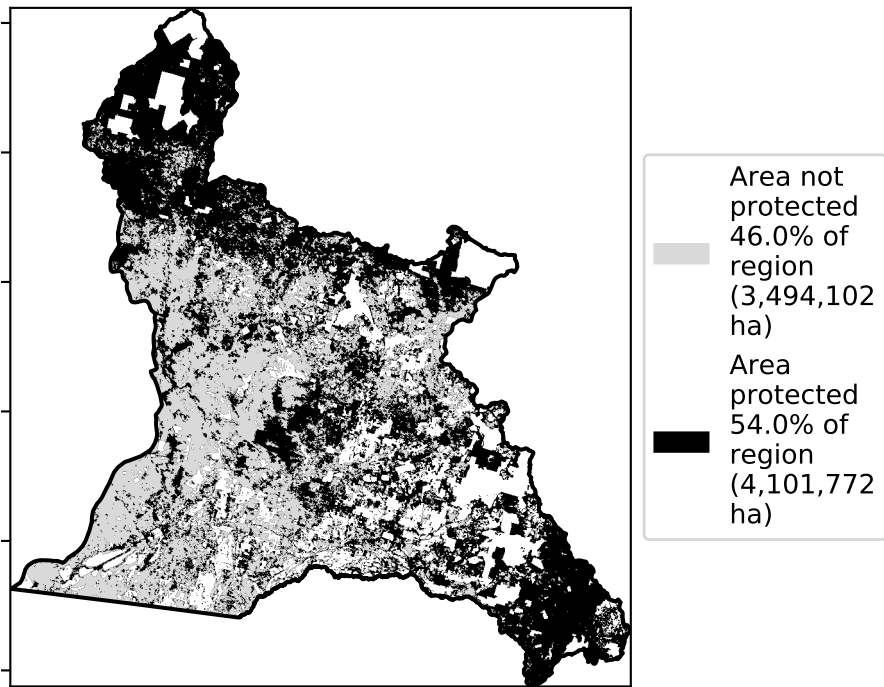 Area not
protected
46.0% of
region
(3,494,102
ha)
Area
protected
54.0% of
region
(4,101,772
ha)